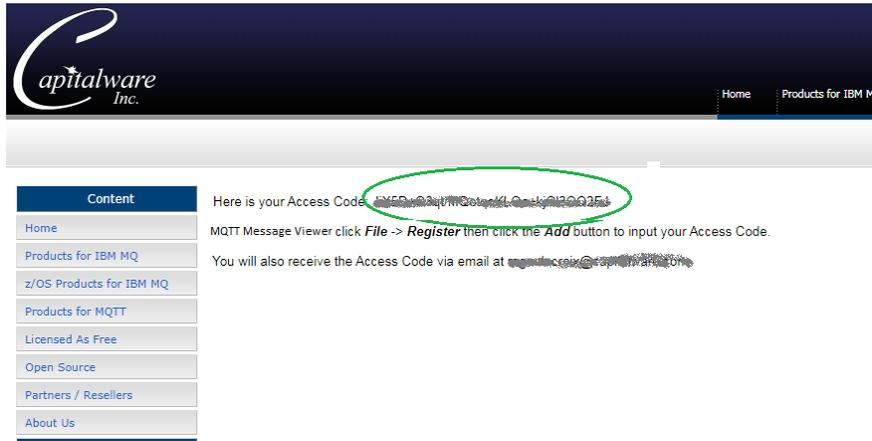 Capitalware
Inc.
Home Products for IBM M
Content
Home
Products for IBM MQ
z/OS Products for IBM MQ
Products for MQTT
Licensed As Free
Open Source
Partners / Resellers
About Us
Here is your Access Code:
MQTT Message Viewer click File -> Register then click the Add button to input your Access Code.
You will also receive the Access Code via email at